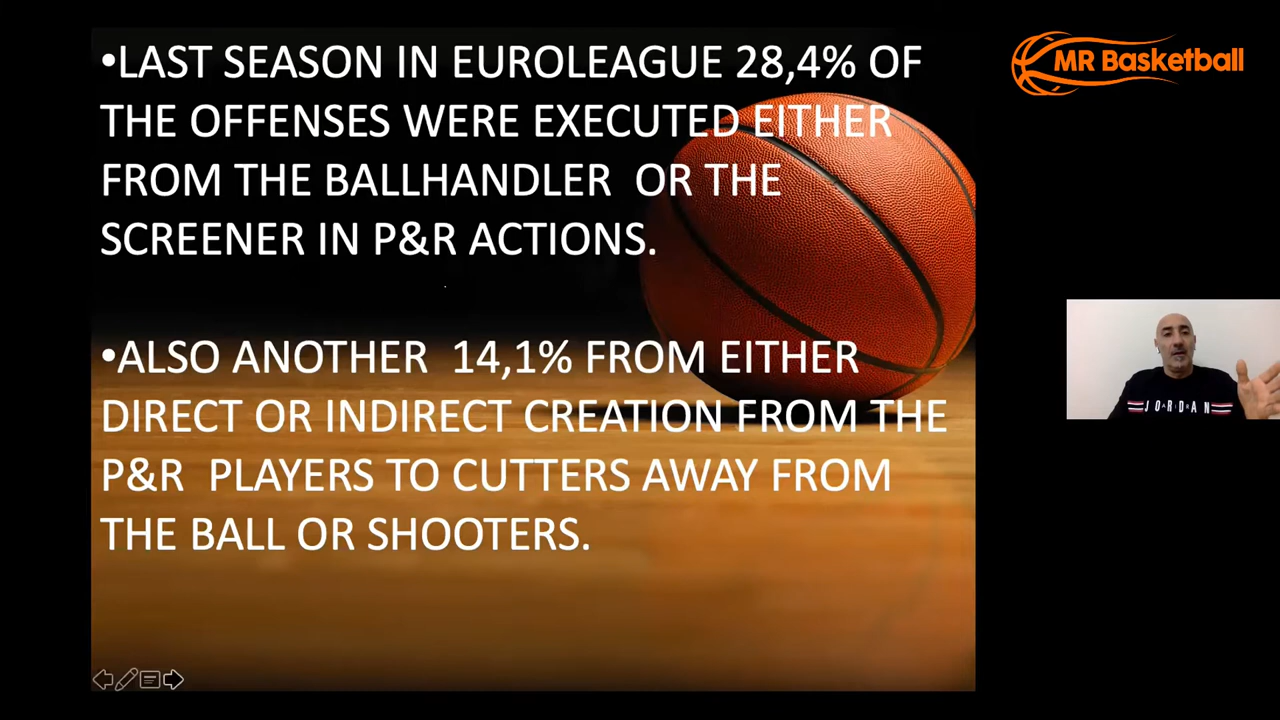 •LAST SEASON IN EUROLEAGUE 28,4% OF
THE OFFENSES WERE EXECUTED EITHER
FROM THE BALLHANDLER OR THE
SCREENER IN P&R ACTIONS.
•ALSO ANOTHER 14,1% FROM EITHER
DIRECT OR INDIRECT CREATION FROM THE
P&R PLAYERS TO CUTTERS AWAY FROM
THE BALL OR SHOOTERS.
MR Basketball
JORDAN